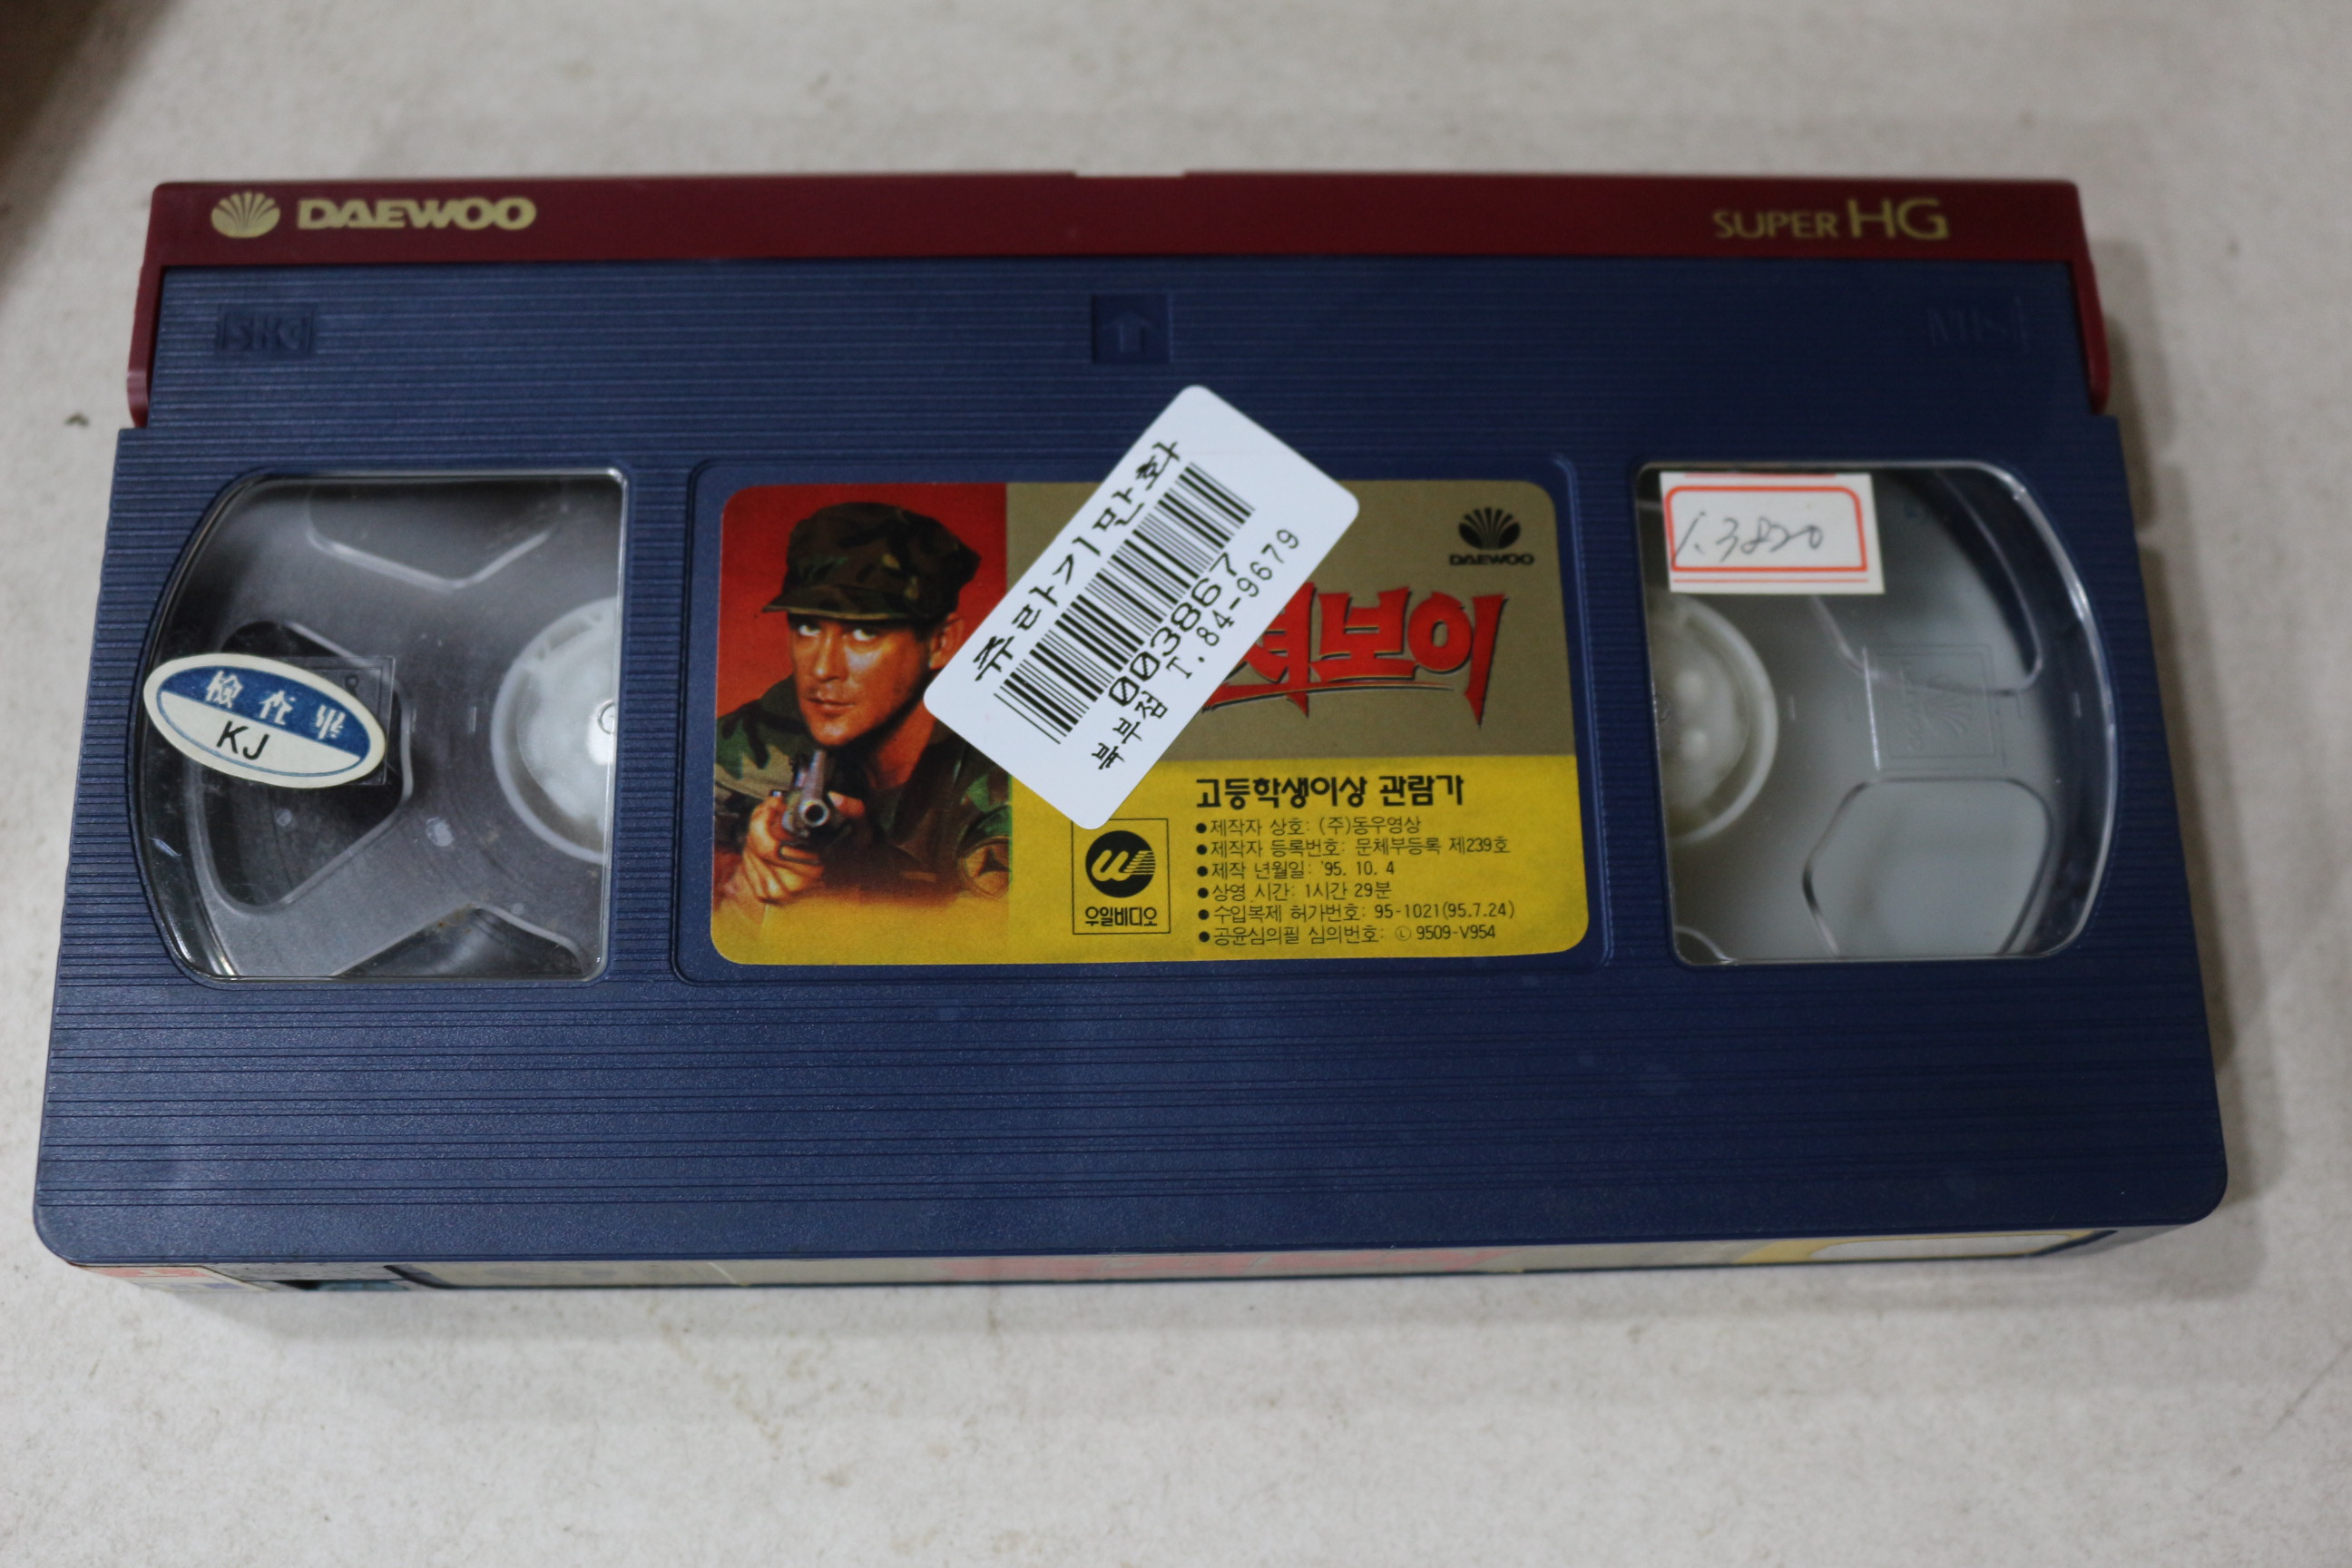 DAEWOO
SUPER HG
쥬라기만화
0003867
북부점 T.84-9679
DAEWOO
보이
1.3820
檢査畢
KJ
고등학생이상 관람가
●제작자 상호: (주)동우영상
●제작자 등록번호: 문체부등록 제239호
●제작 년월일: '95. 10. 4
●상영 시간: 1시간 29분
●수입복제 허가번호: 95-1021(95.7.24)
●공윤심의필 심의번호: Ⓛ 9509-V954
우일비디오